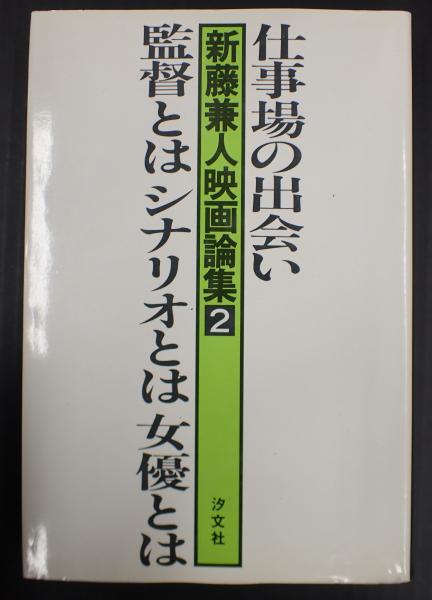 仕事場の出会い
新藤兼人映画論集2
汐文社
監督とは シナリオとは 女優とは